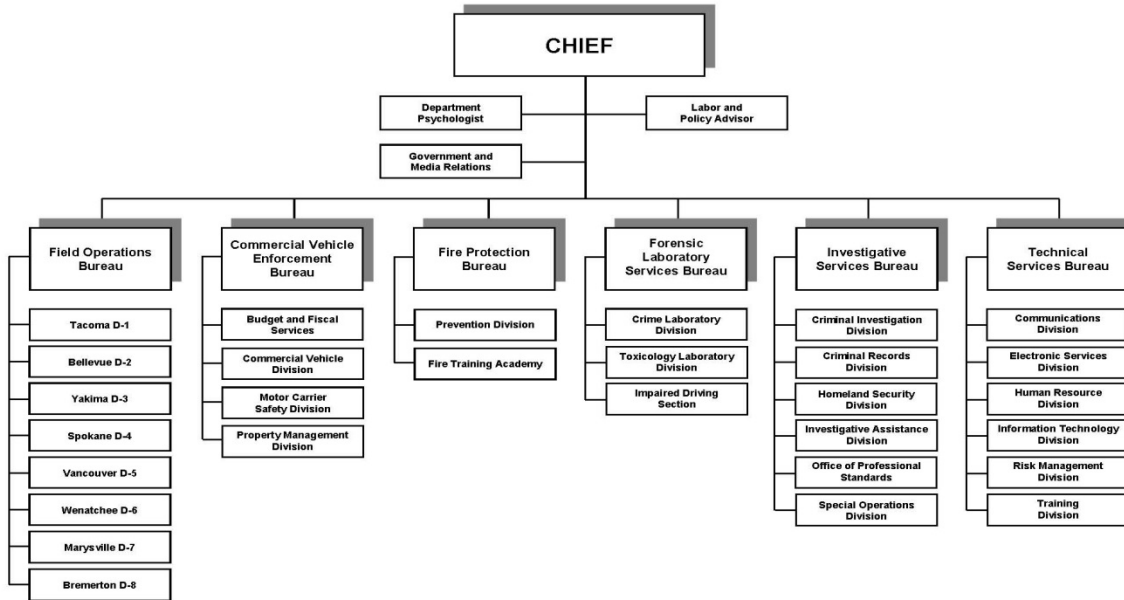 CHIEF
Department
Psychologist
Labor and
Policy Advisor
Government and
Media Relations
Field Operations
Bureau
Tacoma D-1
Bellevue D-2
Yakima D-3
Spokane D-4
Vancouver D-5
Wenatchee D-6
Marysville D-7
Bremerton D-8
Commercial Vehicle
Enforcement
Bureau
Budget and Fiscal
Services
Commercial Vehicle
Division
Motor Carrier
Safety Division
Property Management
Division
Fire Protection
Bureau
Prevention Division
Fire Training Academy
Forensic
Laboratory
Services Bureau
Crime Laboratory
Division
Toxicology Laboratory
Division
Impaired Driving
Section
Investigative
Services Bureau
Criminal Investigation
Division
Criminal Records
Division
Homeland Security
Division
Investigative Assistance
Division
Office of Professional
Standards
Special Operations
Division
Technical
Services Bureau
Communications
Division
Electronic Services
Division
Human Resource
Division
Information Technology
Division
Risk Management
Division
Training
Division